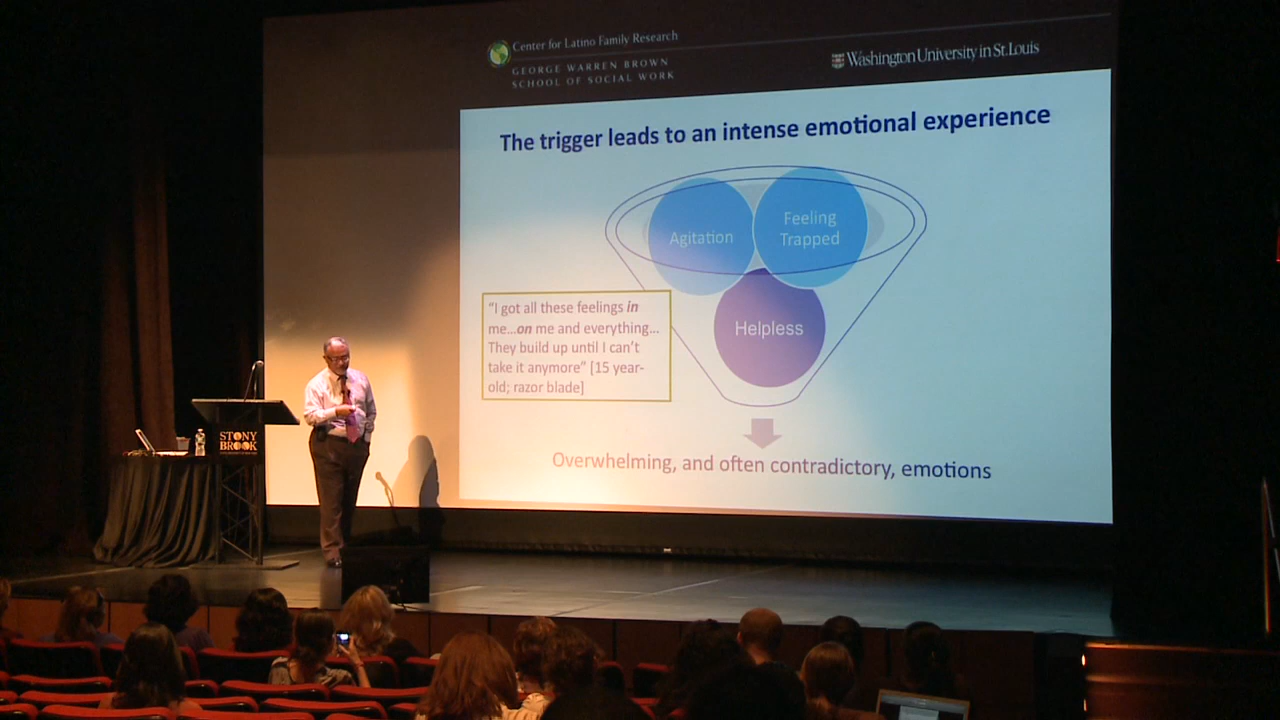 Center for Latino Family Research
GEORGE WARREN BROWN
SCHOOL OF SOCIAL WORK
Washington University in St. Louis
The trigger leads to an intense emotional experience
Agitation
Feeling
Trapped
Helpless
“I got all these feelings in
me...on me and everything...
They build up until I can’t
take it anymore” [15 year-
old; razor blade]
Overwhelming, and often contradictory, emotions
STONY
BROOK